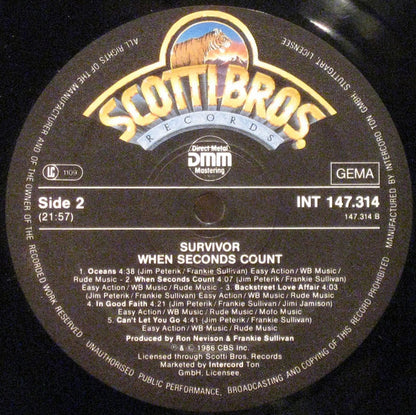 SCOTTI BROS.
RECORDS
Direct Metal
DMM
Mastering
LC 1109
GEMA
Side 2
(21:57)
INT 147.314
147.314 B
SURVIVOR
WHEN SECONDS COUNT
1. Oceans 4:38 (Jim Peterik/Frankie Sullivan) Easy Action/WB Music/
Rude Music - 2. When Seconds Count 4:07 (Jim Peterik/Frankie Sullivan)
Easy Action/WB Music/Rude Music - 3. Backstreet Love Affair 4:03
(Jim Peterik/Frankie Sullivan) Easy Action/WB Music/Rude Music
4. In Good Faith 4:21 (Jim Peterik/Frankie Sullivan/Jimi Jamison)
Easy Action/WB Music/Rude Music/Mofo Music
5. Can't Let You Go 4:41 (Jim Peterik/Frankie Sullivan)
Easy Action/WB Music/Rude Music
Produced by Ron Nevison & Frankie Sullivan
℗ & © 1986 CBS Inc.
Licensed through Scotti Bros. Records
Marketed by Intercord Ton
GmbH, Licensee.
ALL RIGHTS OF THE MANUFACTURER AND OF THE OWNER OF THE RECORDED WORK RESERVED. UNAUTHORISED PUBLIC PERFORMANCE, BROADCASTING AND COPYING OF THIS RECORD PROHIBITED. MANUFACTURED BY INTERCORD TON GMBH, STUTTGART LICENSEE